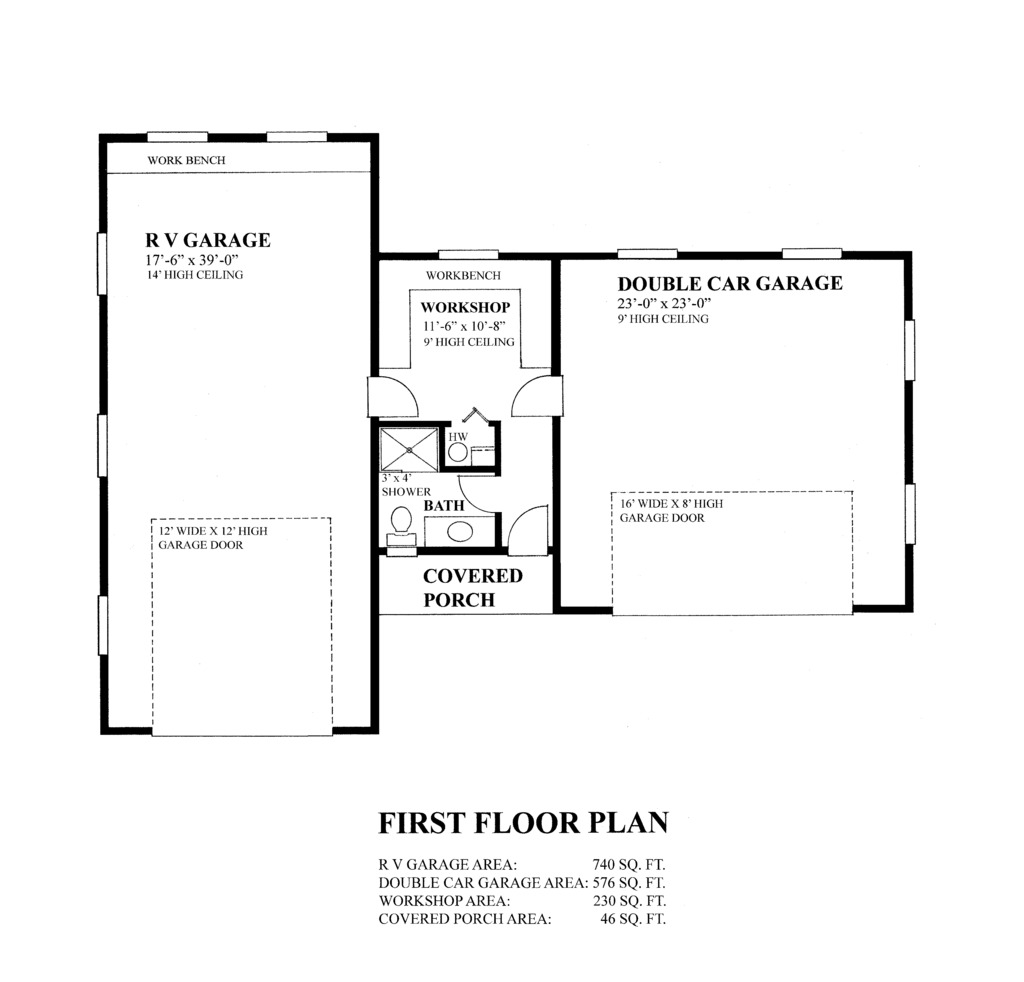 WORK BENCH
R V GARAGE
17'-6" x 39'-0"
14' HIGH CEILING
WORKBENCH
WORKSHOP
11'-6" x 10'-8"
9' HIGH CEILING
DOUBLE CAR GARAGE
23'-0" x 23'-0"
9' HIGH CEILING
HW
3' x 4'
SHOWER
BATH
12' WIDE X 12' HIGH
GARAGE DOOR
16' WIDE X 8' HIGH
GARAGE DOOR
COVERED
PORCH
FIRST FLOOR PLAN
R V GARAGE AREA: 740 SQ. FT.
DOUBLE CAR GARAGE AREA: 576 SQ. FT.
WORKSHOP AREA: 230 SQ. FT.
COVERED PORCH AREA: 46 SQ. FT.